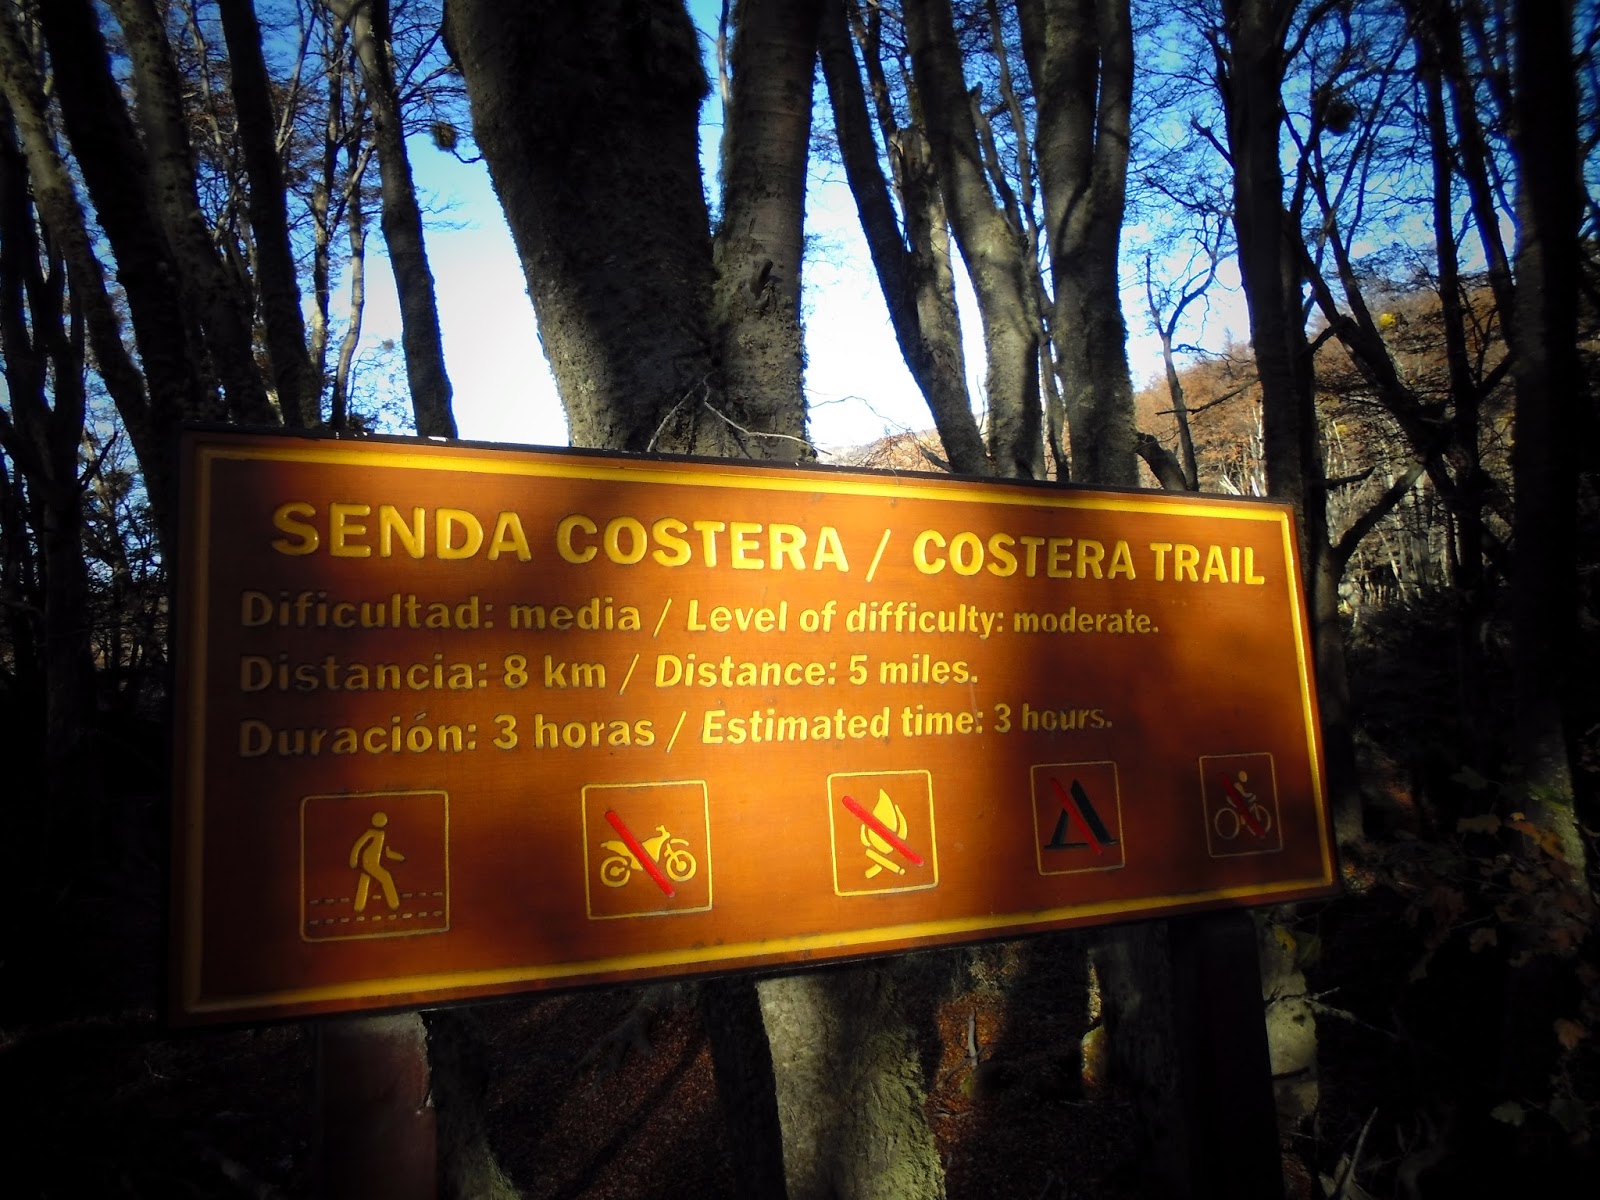 SENDA COSTERA / COSTERA TRAIL
Dificultad: media / Level of difficulty: moderate.
Distancia: 8 km / Distance: 5 miles.
Duración: 3 horas / Estimated time: 3 hours.